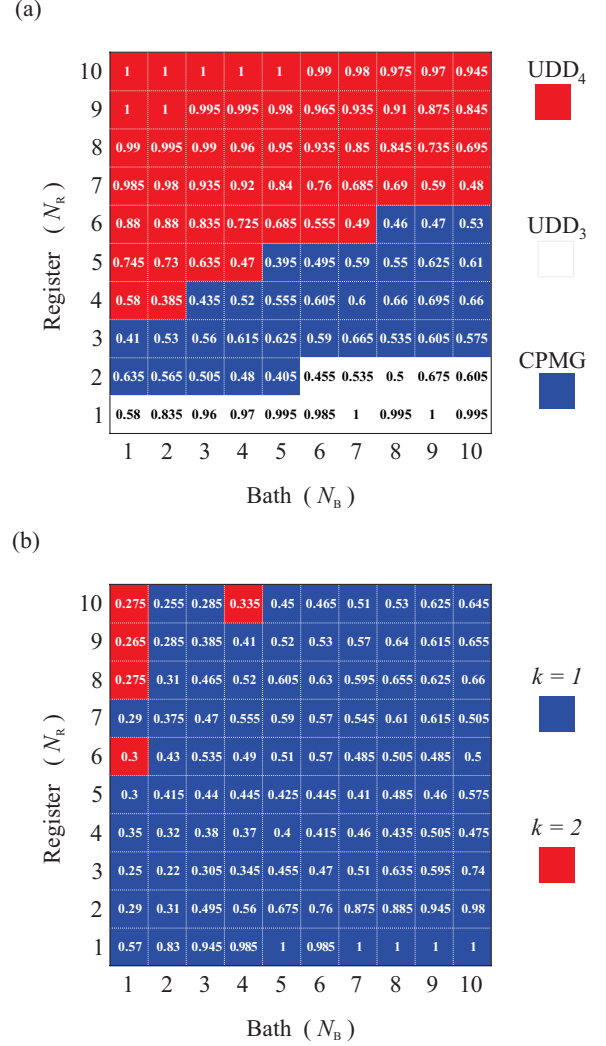 (a)
10 1 1 1 1 1 0.99 0.98 0.975 0.97 0.945
9 1 1 0.995 0.995 0.98 0.965 0.935 0.91 0.875 0.845
8 0.99 0.995 0.99 0.96 0.95 0.935 0.85 0.845 0.735 0.695
7 0.985 0.98 0.935 0.92 0.84 0.76 0.685 0.69 0.59 0.48
6 0.88 0.88 0.835 0.725 0.685 0.555 0.49 0.46 0.47 0.53
5 0.745 0.73 0.635 0.47 0.395 0.495 0.59 0.55 0.625 0.61
4 0.58 0.385 0.435 0.52 0.555 0.605 0.6 0.66 0.695 0.66
3 0.41 0.53 0.56 0.615 0.625 0.59 0.665 0.535 0.605 0.575
2 0.635 0.565 0.505 0.48 0.405 0.455 0.535 0.5 0.675 0.605
1 0.58 0.835 0.96 0.97 0.995 0.985 1 0.995 1 0.995
1 2 3 4 5 6 7 8 9 10
Register (N_R)
Bath (N_B)
UDD_4
UDD_3
CPMG
(b)
10 0.275 0.255 0.285 0.335 0.45 0.465 0.51 0.53 0.625 0.645
9 0.265 0.285 0.385 0.41 0.52 0.53 0.57 0.64 0.615 0.655
8 0.275 0.31 0.465 0.52 0.605 0.63 0.595 0.655 0.625 0.66
7 0.29 0.375 0.47 0.555 0.59 0.57 0.545 0.61 0.615 0.505
6 0.3 0.43 0.535 0.49 0.51 0.57 0.485 0.505 0.485 0.5
5 0.3 0.415 0.44 0.445 0.425 0.445 0.41 0.485 0.46 0.575
4 0.35 0.32 0.38 0.37 0.4 0.415 0.46 0.435 0.505 0.475
3 0.25 0.22 0.305 0.345 0.455 0.47 0.51 0.635 0.595 0.74
2 0.29 0.31 0.495 0.56 0.675 0.76 0.875 0.885 0.945 0.98
1 0.57 0.83 0.945 0.985 1 0.985 1 1 1 1
1 2 3 4 5 6 7 8 9 10
Register (N_R)
Bath (N_B)
k = 1
k = 2